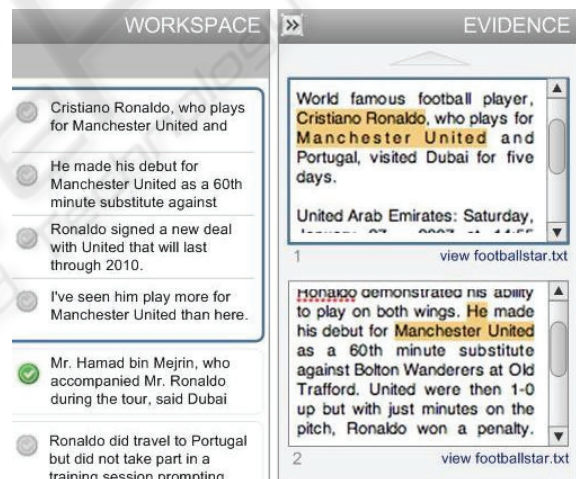 WORKSPACE
Cristiano Ronaldo, who plays
for Manchester United and
He made his debut for
Manchester United as a 60th
minute substitute against
Ronaldo signed a new deal
with United that will last
through 2010.
I've seen him play more for
Manchester United than here.
Mr. Hamad bin Mejrin, who
accompanied Mr. Ronaldo
during the tour, said Dubai
Ronaldo did travel to Portugal
but did not take part in a
training session prompting
EVIDENCE
World famous football player,
Cristiano Ronaldo, who plays for
Manchester United and
Portugal, visited Dubai for five
days.
United Arab Emirates: Saturday,
1 view footballstar.txt
Ronaldo demonstrated his ability
to play on both wings. He made
his debut for Manchester United
as a 60th minute substitute
against Bolton Wanderers at Old
Trafford. United were then 1-0
up but with just minutes on the
pitch, Ronaldo won a penalty.
2 view footballstar.txt